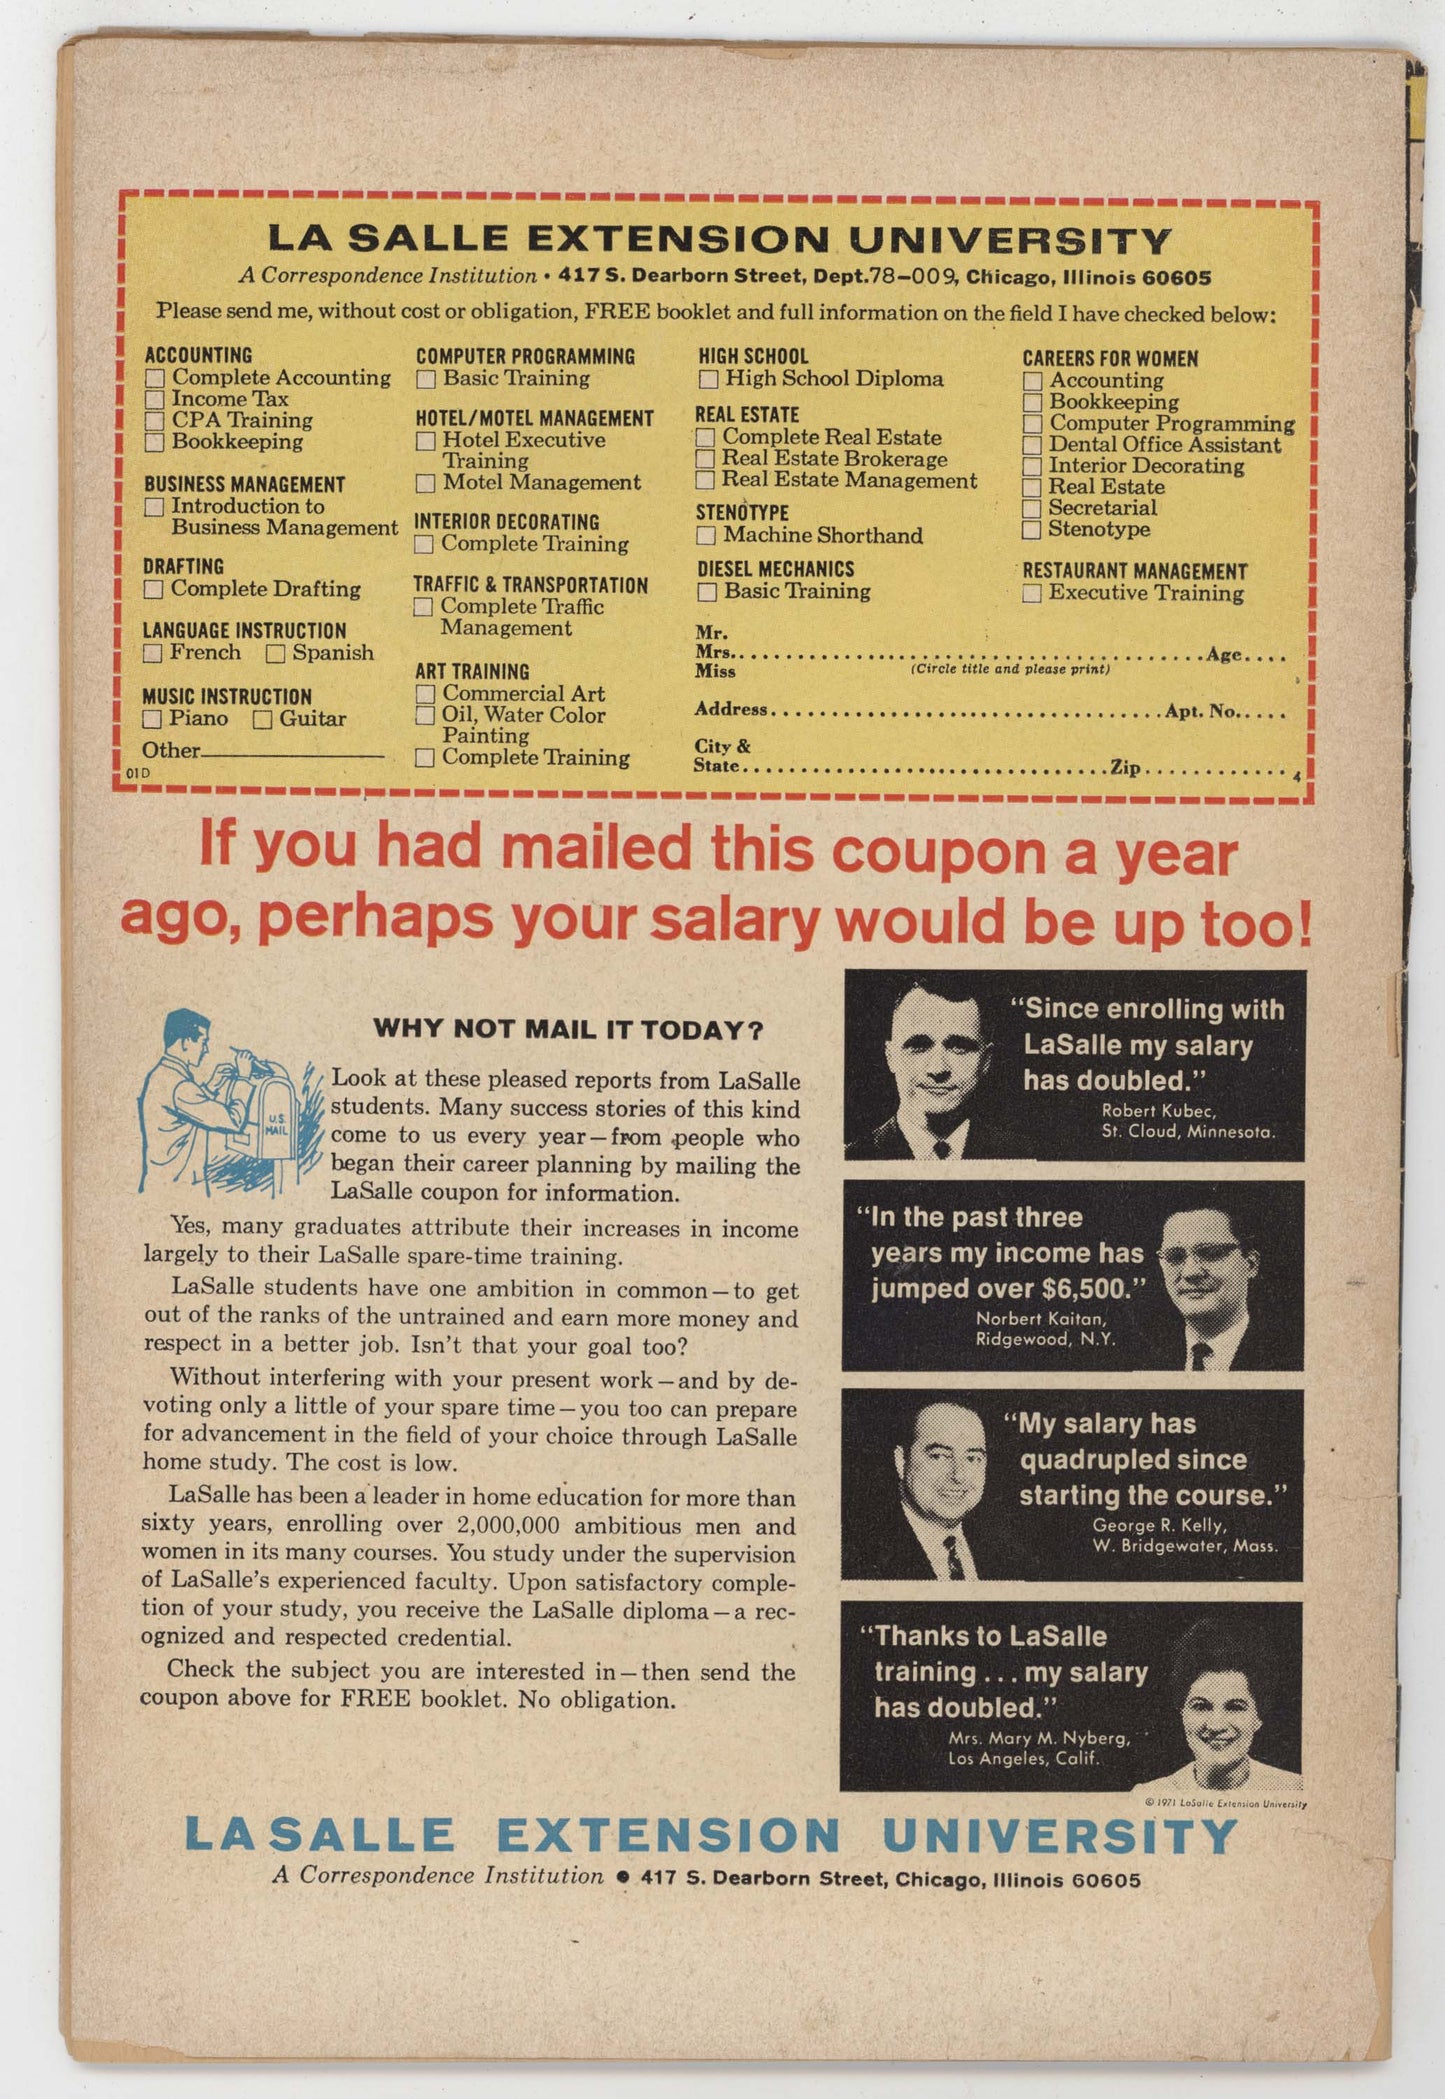 LA SALLE EXTENSION UNIVERSITY
A Correspondence Institution • 417 S. Dearborn Street, Dept.78-009, Chicago, Illinois 60605
Please send me, without cost or obligation, FREE booklet and full information on the field I have checked below:
ACCOUNTING
Complete Accounting
Income Tax
CPA Training
Bookkeeping
BUSINESS MANAGEMENT
Introduction to
Business Management
DRAFTING
Complete Drafting
LANGUAGE INSTRUCTION
French Spanish
MUSIC INSTRUCTION
Piano Guitar
Other
01D
COMPUTER PROGRAMMING
Basic Training
HOTEL/MOTEL MANAGEMENT
Hotel Executive
Training
Motel Management
INTERIOR DECORATING
Complete Training
TRAFFIC & TRANSPORTATION
Complete Traffic
Management
ART TRAINING
Commercial Art
Oil, Water Color
Painting
Complete Training
HIGH SCHOOL
High School Diploma
REAL ESTATE
Complete Real Estate
Real Estate Brokerage
Real Estate Management
STENOTYPE
Machine Shorthand
DIESEL MECHANICS
Basic Training
CAREERS FOR WOMEN
Accounting
Bookkeeping
Computer Programming
Dental Office Assistant
Interior Decorating
Real Estate
Secretarial
Stenotype
RESTAURANT MANAGEMENT
Executive Training
Mr.
Mrs. Age
Miss (Circle title and please print)
Address Apt. No.
City &
State Zip 4
If you had mailed this coupon a year
ago, perhaps your salary would be up too!
WHY NOT MAIL IT TODAY?
U.S.
MAIL
Look at these pleased reports from LaSalle
students. Many success stories of this kind
come to us every year—from people who
began their career planning by mailing the
LaSalle coupon for information.
Yes, many graduates attribute their increases in income
largely to their LaSalle spare-time training.
LaSalle students have one ambition in common—to get
out of the ranks of the untrained and earn more money and
respect in a better job. Isn't that your goal too?
Without interfering with your present work—and by de-
voting only a little of your spare time—you too can prepare
for advancement in the field of your choice through LaSalle
home study. The cost is low.
LaSalle has been a leader in home education for more than
sixty years, enrolling over 2,000,000 ambitious men and
women in its many courses. You study under the supervision
of LaSalle's experienced faculty. Upon satisfactory comple-
tion of your study, you receive the LaSalle diploma—a rec-
ognized and respected credential.
Check the subject you are interested in—then send the
coupon above for FREE booklet. No obligation.
"Since enrolling with
LaSalle my salary
has doubled."
Robert Kubec,
St. Cloud, Minnesota.
"In the past three
years my income has
jumped over $6,500."
Norbert Kaitan,
Ridgewood, N.Y.
"My salary has
quadrupled since
starting the course."
George R. Kelly,
W. Bridgewater, Mass.
"Thanks to LaSalle
training . . . my salary
has doubled."
Mrs. Mary M. Nyberg,
Los Angeles, Calif.
© 1971 LaSalle Extension University
LA SALLE EXTENSION UNIVERSITY
A Correspondence Institution • 417 S. Dearborn Street, Chicago, Illinois 60605